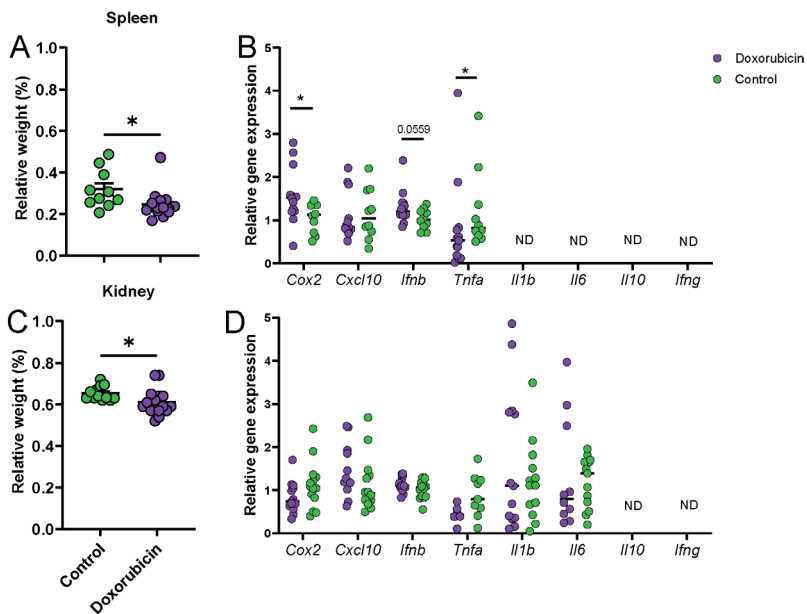 Spleen
A
Relative weight (%)
1.0
0.8
0.6
0.4
0.2
0.0
*
B
Relative gene expression
5
4
3
2
1
0
*
0.0559
*
ND
ND
ND
ND
Cox2
Cxcl10
Ifnb
Tnfa
Il1b
Il6
Il10
Ifng
Doxorubicin
Control
Kidney
C
Relative weight (%)
1.0
0.8
0.6
0.4
0.2
0.0
*
Control
Doxorubicin
D
Relative gene expression
5
4
3
2
1
0
ND
ND
Cox2
Cxcl10
Ifnb
Tnfa
Il1b
Il6
Il10
Ifng